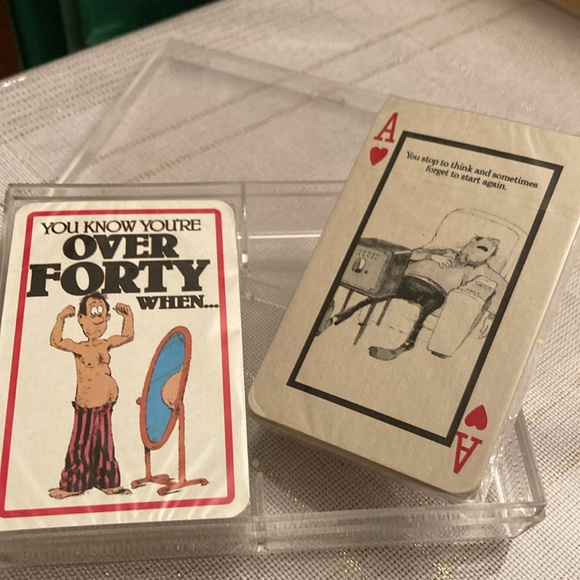 YOU KNOW YOU'RE
OVER
FORTY
WHEN...
A
You stop to think and sometimes
forget to start again.
A